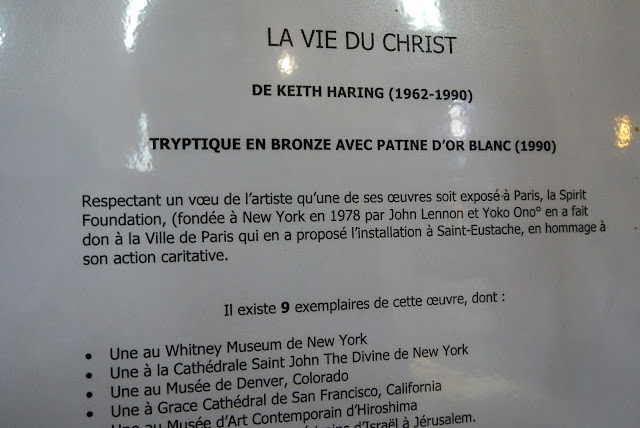 LA VIE DU CHRIST
DE KEITH HARING (1962-1990)
TRYPTIQUE EN BRONZE AVEC PATINE D'OR BLANC (1990)
Respectant un vœu de l'artiste qu'une de ses œuvres soit exposé à Paris, la Spirit
Foundation, (fondée à New York en 1978 par John Lennon et Yoko Ono° en a fait
don à la Ville de Paris qui en a proposé l'installation à Saint-Eustache, en hommage à
son action caritative.
Il existe 9 exemplaires de cette œuvre, dont :
• Une au Whitney Museum de New York
• Une à la Cathédrale Saint John The Divine de New York
• Une au Musée de Denver, Colorado
• Une à Grace Cathédral de San Francisco, California
• Une au Musée d'Art Contemporain d'Hiroshima
d'Israël à Jérusalem.